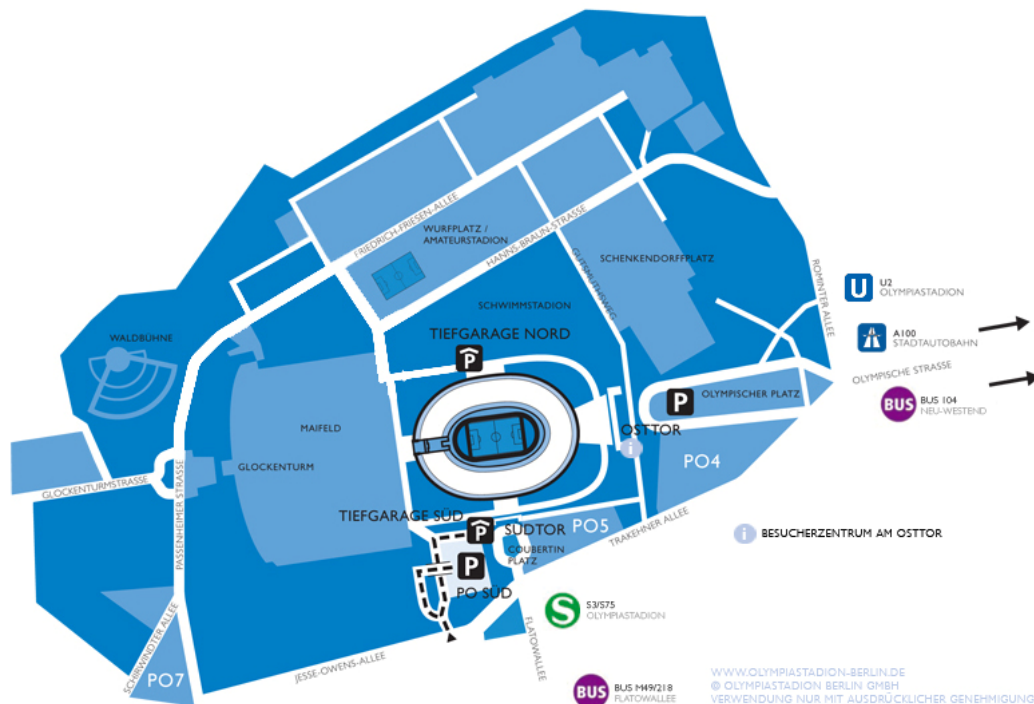 FRIEDRICH-FRIESEN-ALLEE
WURFPLATZ /
AMATEURSTADION
HANNS-BRAUN-STRASSE
GUTSMUTHSWEG
SCHENKENDORFFPLATZ
ROMINTER ALLEE
U
U2
OLYMPIASTADION
SCHWIMMSTADION
WALDBÜHNE
TIEFGARAGE NORD
P
A100
STADTAUTOBAHN
OLYMPISCHE STRASSE
P
OLYMPISCHER PLATZ
BUS
BUS 104
NEU-WESTEND
MAIFELD
OSTTOR
i
PO4
GLOCKENTURM
GLOCKENTURMSTRASSE
PASSENHEIMER STRASSE
TIEFGARAGE SÜD
P
SÜDTOR
PO5
TRAKEHNER ALLEE
i
BESUCHERZENTRUM AM OSTTOR
COUBERTIN
PLATZ
P
PO SÜD
S
S3/S75
OLYMPIASTADION
FLATOWALLEE
SCHIRWINDTER ALLEE
PO7
JESSE-OWENS-ALLEE
BUS
BUS M49/218
FLATOWALLEE
WWW.OLYMPIASTADION-BERLIN.DE
© OLYMPIASTADION BERLIN GMBH
VERWENDUNG NUR MIT AUSDRÜCKLICHER GENEHMIGUNG